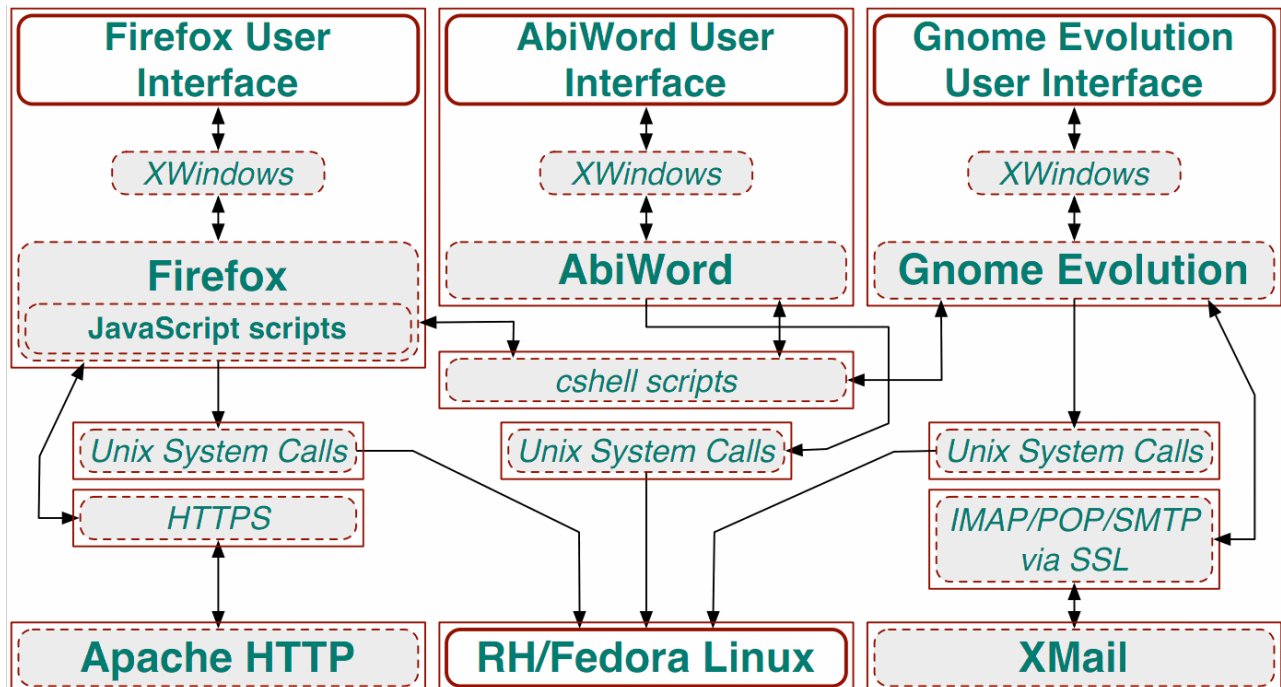 Firefox User
Interface
AbiWord User
Interface
Gnome Evolution
User Interface
XWindows
XWindows
XWindows
Firefox
JavaScript scripts
AbiWord
Gnome Evolution
cshell scripts
Unix System Calls
Unix System Calls
Unix System Calls
HTTPS
IMAP/POP/SMTP
via SSL
Apache HTTP
RH/Fedora Linux
XMail